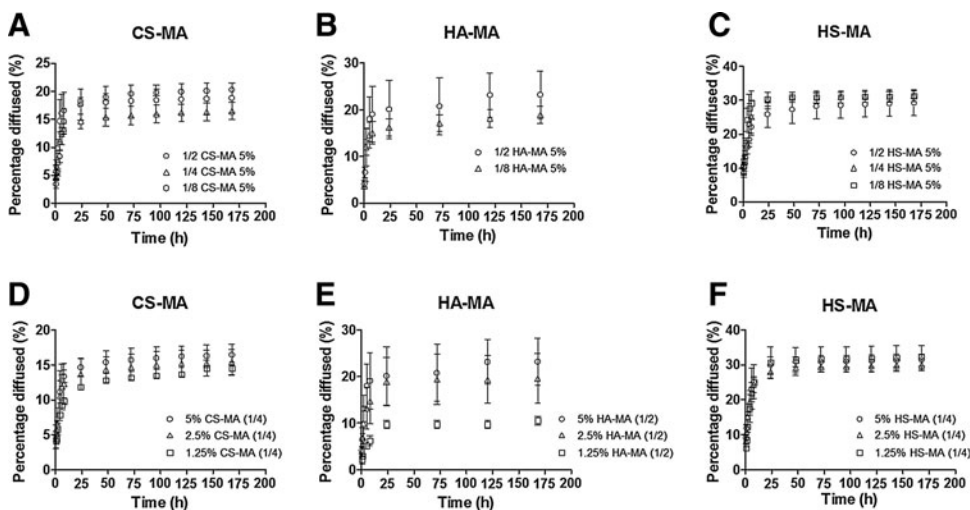 A
CS-MA
Percentage diffused (%)
25
20
15
10
5
0
1/2 CS-MA 5%
1/4 CS-MA 5%
1/8 CS-MA 5%
0 25 50 75 100 125 150 175 200
Time (h)
B
HA-MA
Percentage diffused (%)
30
20
10
0
1/2 HA-MA 5%
1/8 HA-MA 5%
0 25 50 75 100 125 150 175 200
Time (h)
C
HS-MA
Percentage diffused (%)
40
30
20
10
0
1/2 HS-MA 5%
1/4 HS-MA 5%
1/8 HS-MA 5%
0 25 50 75 100 125 150 175 200
Time (h)
D
CS-MA
Percentage diffused (%)
20
15
10
5
0
5% CS-MA (1/4)
2.5% CS-MA (1/4)
1.25% CS-MA (1/4)
0 25 50 75 100 125 150 175 200
Time (h)
E
HA-MA
Percentage diffused (%)
30
20
10
0
5% HA-MA (1/2)
2.5% HA-MA (1/2)
1.25% HA-MA (1/2)
0 25 50 75 100 125 150 175 200
Time (h)
F
HS-MA
Percentage diffused (%)
40
30
20
10
0
5% HS-MA (1/4)
2.5% HS-MA (1/4)
1.25% HS-MA (1/4)
0 25 50 75 100 125 150 175 200
Time (h)